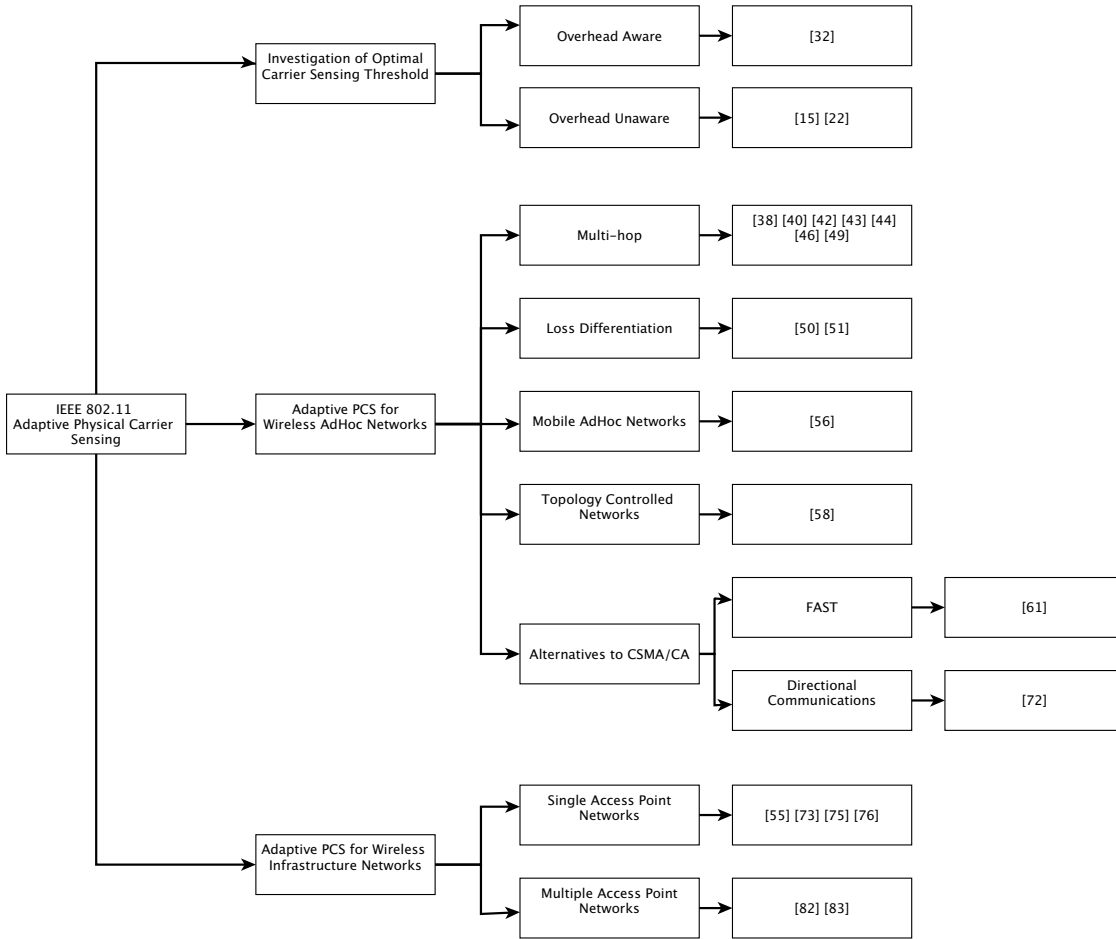 Investigation of Optimal
Carrier Sensing Threshold
Overhead Aware
[32]
Overhead Unaware
[15] [22]
IEEE 802.11
Adaptive Physical Carrier
Sensing
Adaptive PCS for
Wireless AdHoc Networks
Multi-hop
[38] [40] [42] [43] [44]
[46] [49]
Loss Differentiation
[50] [51]
Mobile AdHoc Networks
[56]
Topology Controlled
Networks
[58]
Alternatives to CSMA/CA
FAST
[61]
Directional
Communications
[72]
Adaptive PCS for Wireless
Infrastructure Networks
Single Access Point
Networks
[55] [73] [75] [76]
Multiple Access Point
Networks
[82] [83]